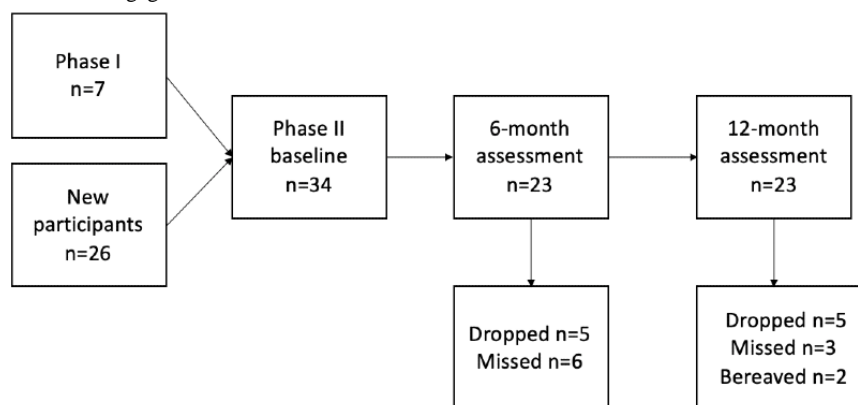 Phase I
n=7
New
participants
n=26
Phase II
baseline
n=34
6-month
assessment
n=23
12-month
assessment
n=23
Dropped n=5
Missed n=6
Dropped n=5
Missed n=3
Bereaved n=2